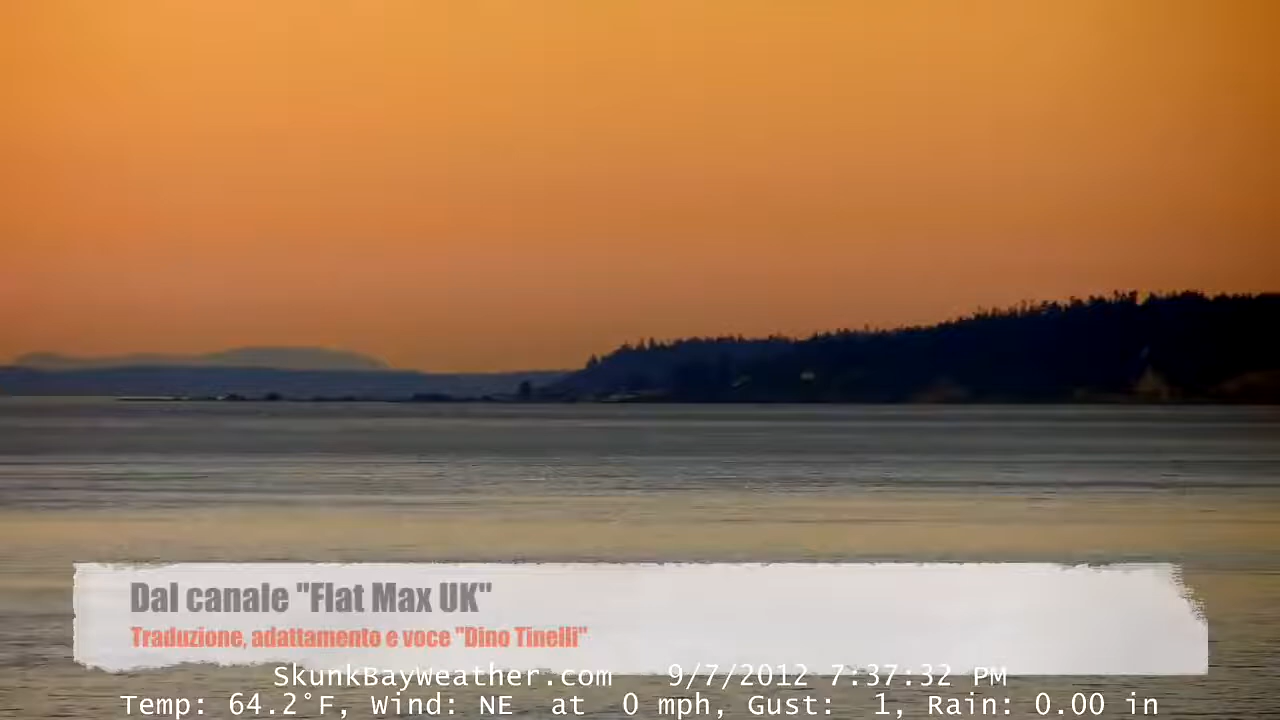 Dal canale "Flat Max UK"
Traduzione, adattamento e voce "Dino Tinelli"
SkunkBayWeather.com 9/7/2012 7:37:32 PM
Temp: 64.2°F, Wind: NE at 0 mph, Gust: 1, Rain: 0.00 in